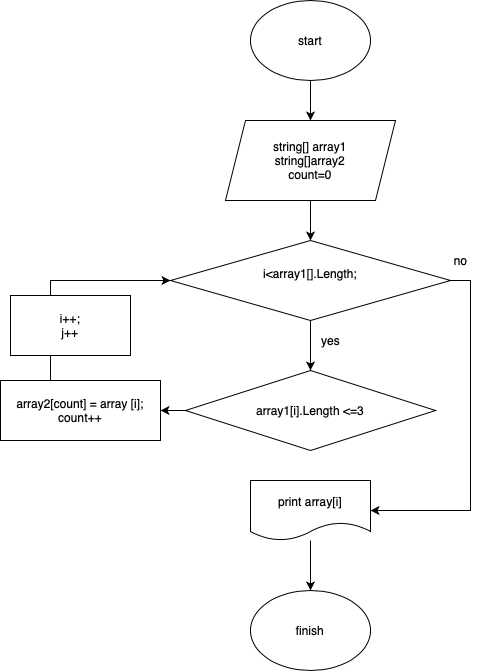 start
string[] array1
string[]array2
count=0
no
i<array1[].Length;
i++;
j++
yes
array2[count] = array [i];
count++
array1[i].Length <=3
print array[i]
finish